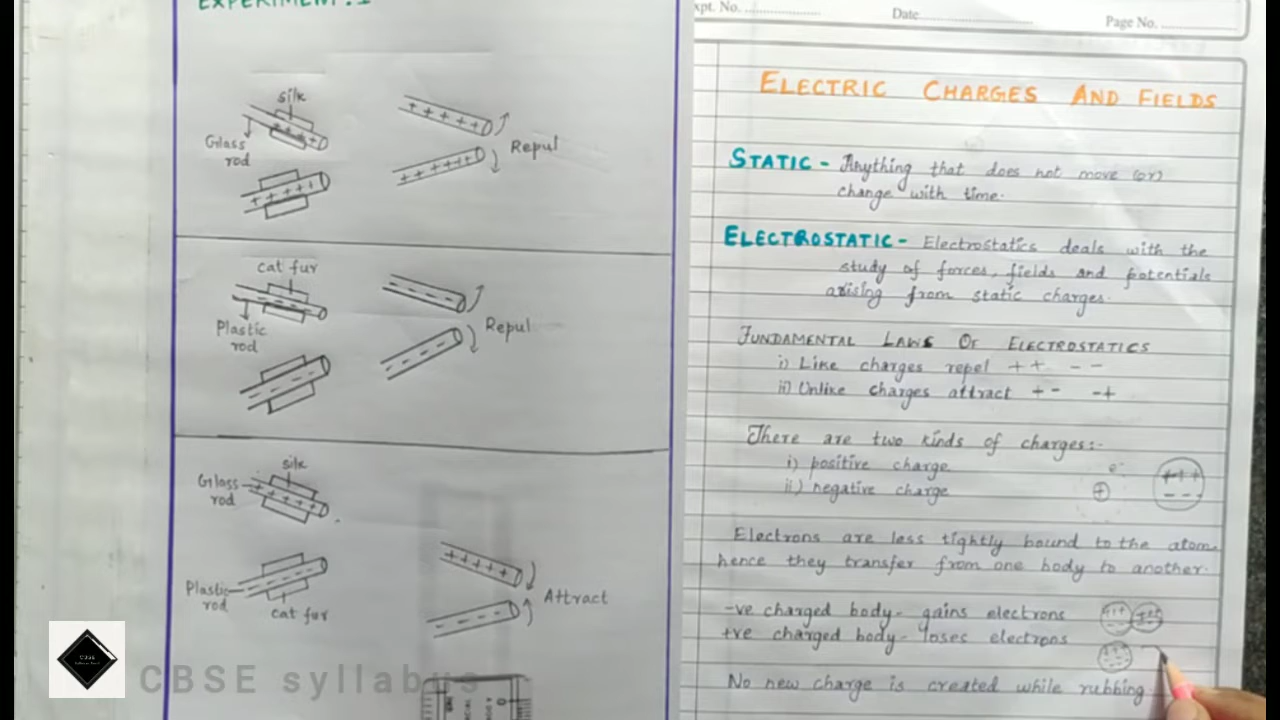 EXPERIMENT: 1
silk
Glass
rod
+ + + + +
+ + + + +
Repul
cat fur
Plastic
rod
Repul
silk
Glass
rod
Plastic
rod
cat fur
+ + + + +
Attract
CBSE syllabus
xpt. No. ..................
Date..............................
Page No. ..................
ELECTRIC CHARGES AND FIELDS
STATIC - Anything that does not move (or)
change with time.
ELECTROSTATIC - Electrostatics deals with the
study of forces, fields and potentials
arising from static charges.
FUNDAMENTAL LAWS OF ELECTROSTATICS
i) Like charges repel + + - -
ii) Unlike charges attract + - - +
There are two kinds of charges:-
i) positive charge e-
ii) negative charge +
+ + +
- - -
Electrons are less tightly bound to the atom
hence they transfer from one body to another.
-ve charged body - gains electrons
+ve charged body - loses electrons
No new charge is created while rubbing